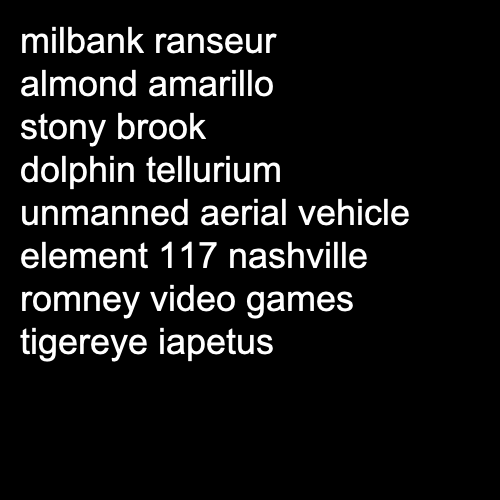 milbank ranseur
almond amarillo
stony brook
dolphin tellurium
unmanned aerial vehicle
element 117 nashville
romney video games
tigereye iapetus